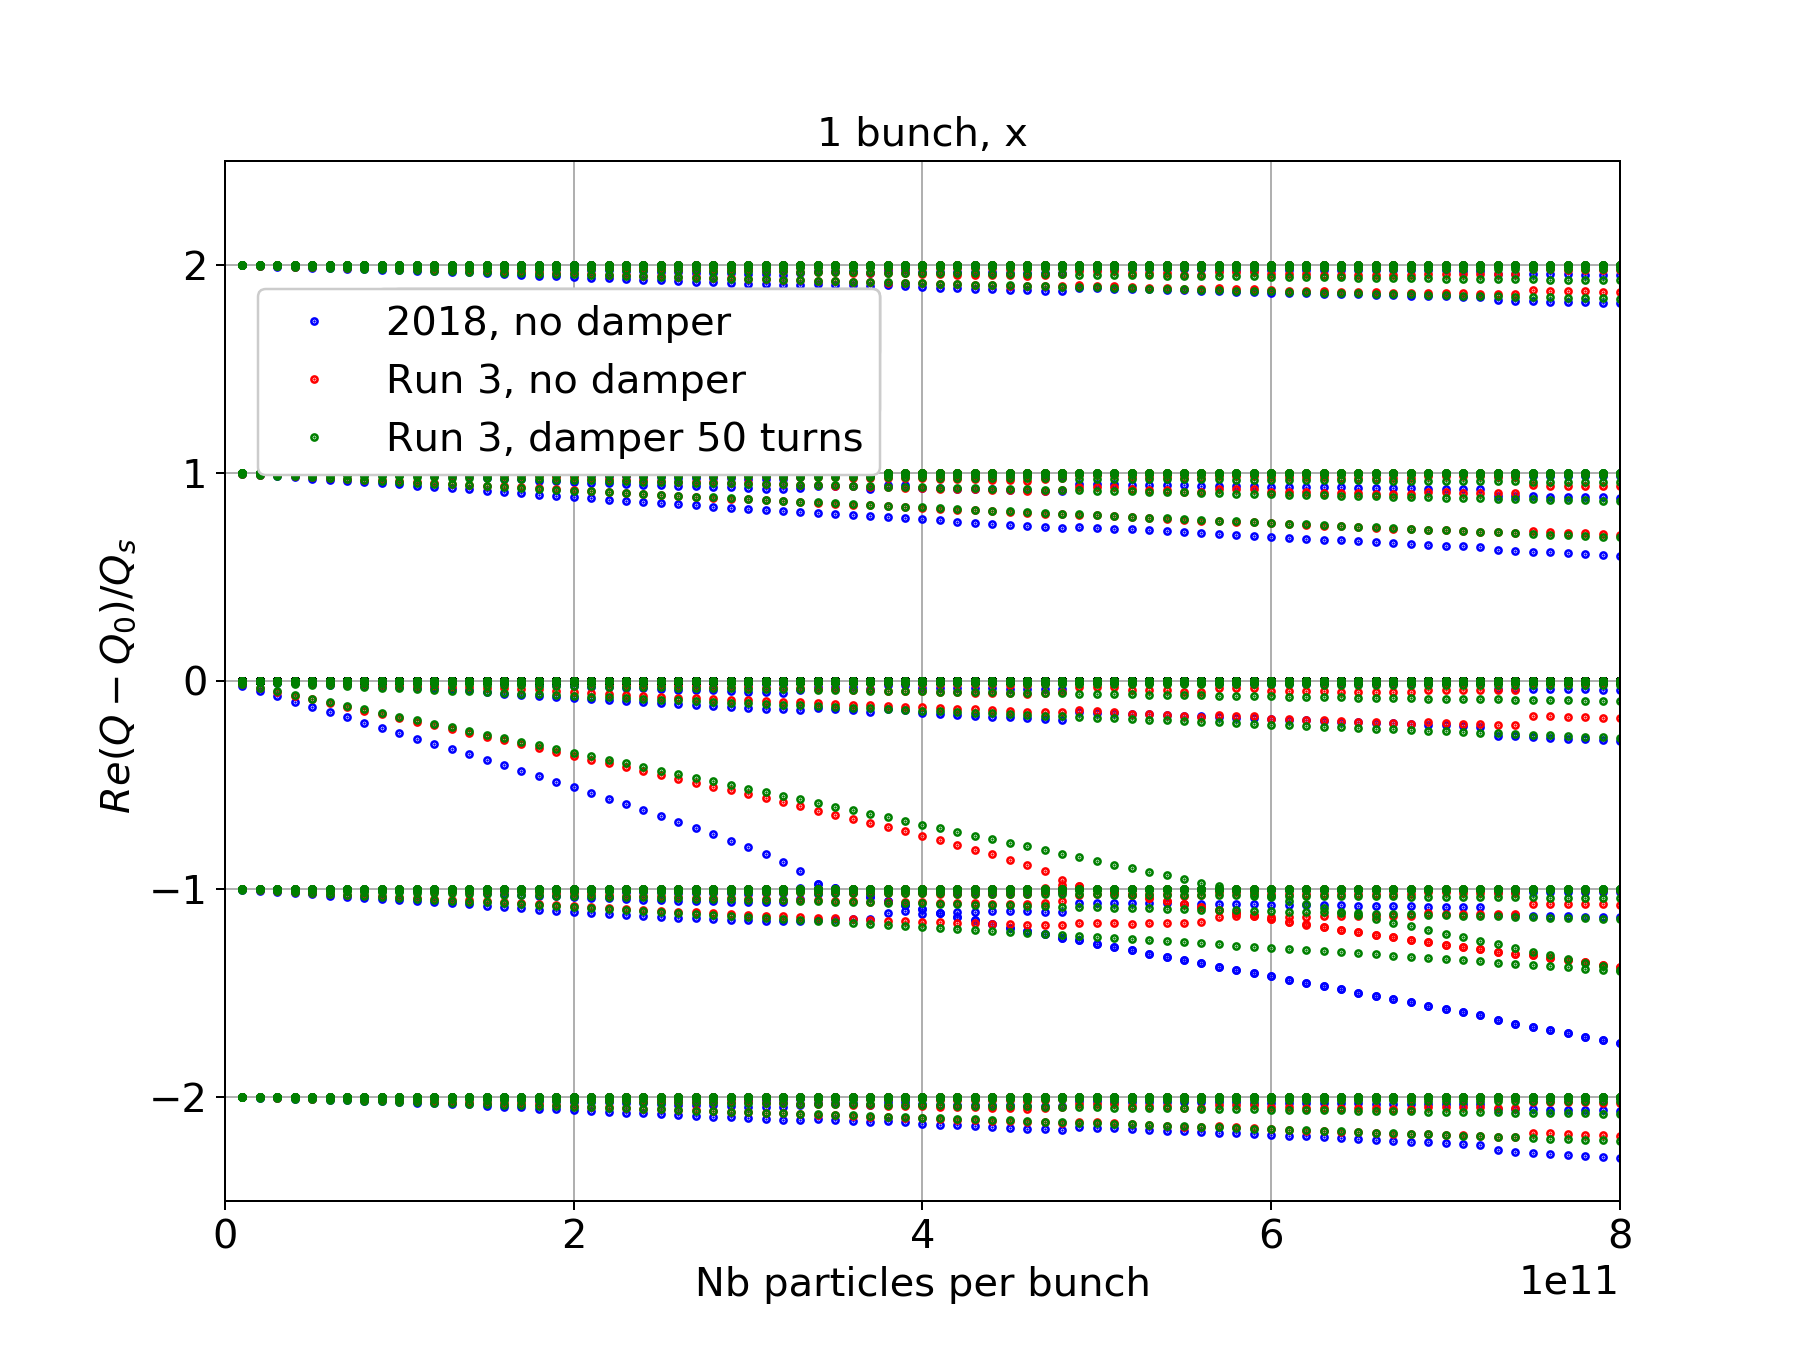 1 bunch, x
2
1
0
−1
−2
Re(Q − Q₀)/Qₛ
2018, no damper
Run 3, no damper
Run 3, damper 50 turns
0 2 4 6 8
Nb particles per bunch
1e11